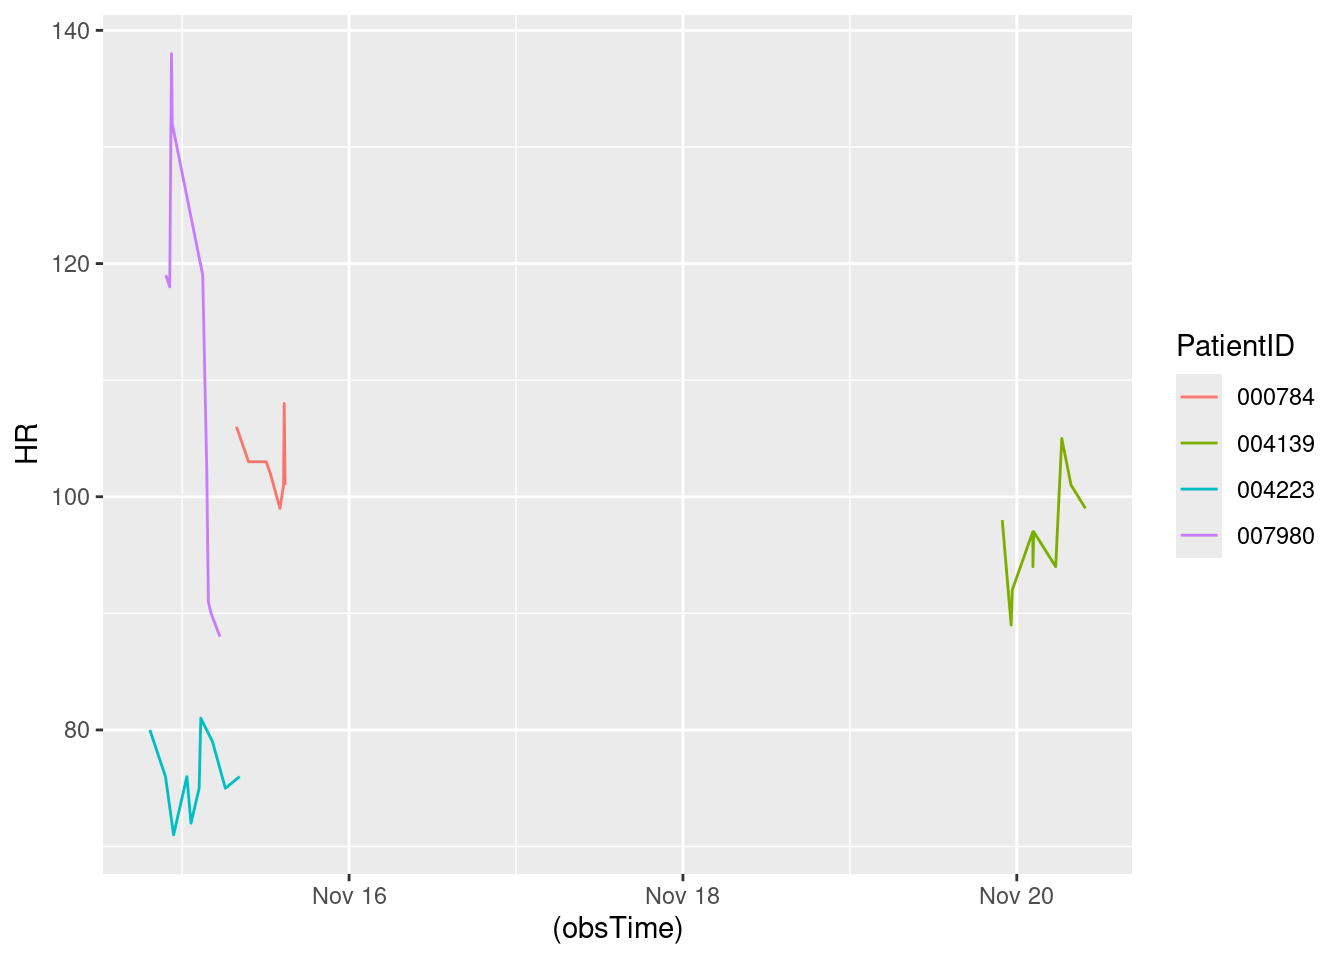 140
120
100
80
HR
Nov 16
Nov 18
Nov 20
(obsTime)
PatientID
000784
004139
004223
007980